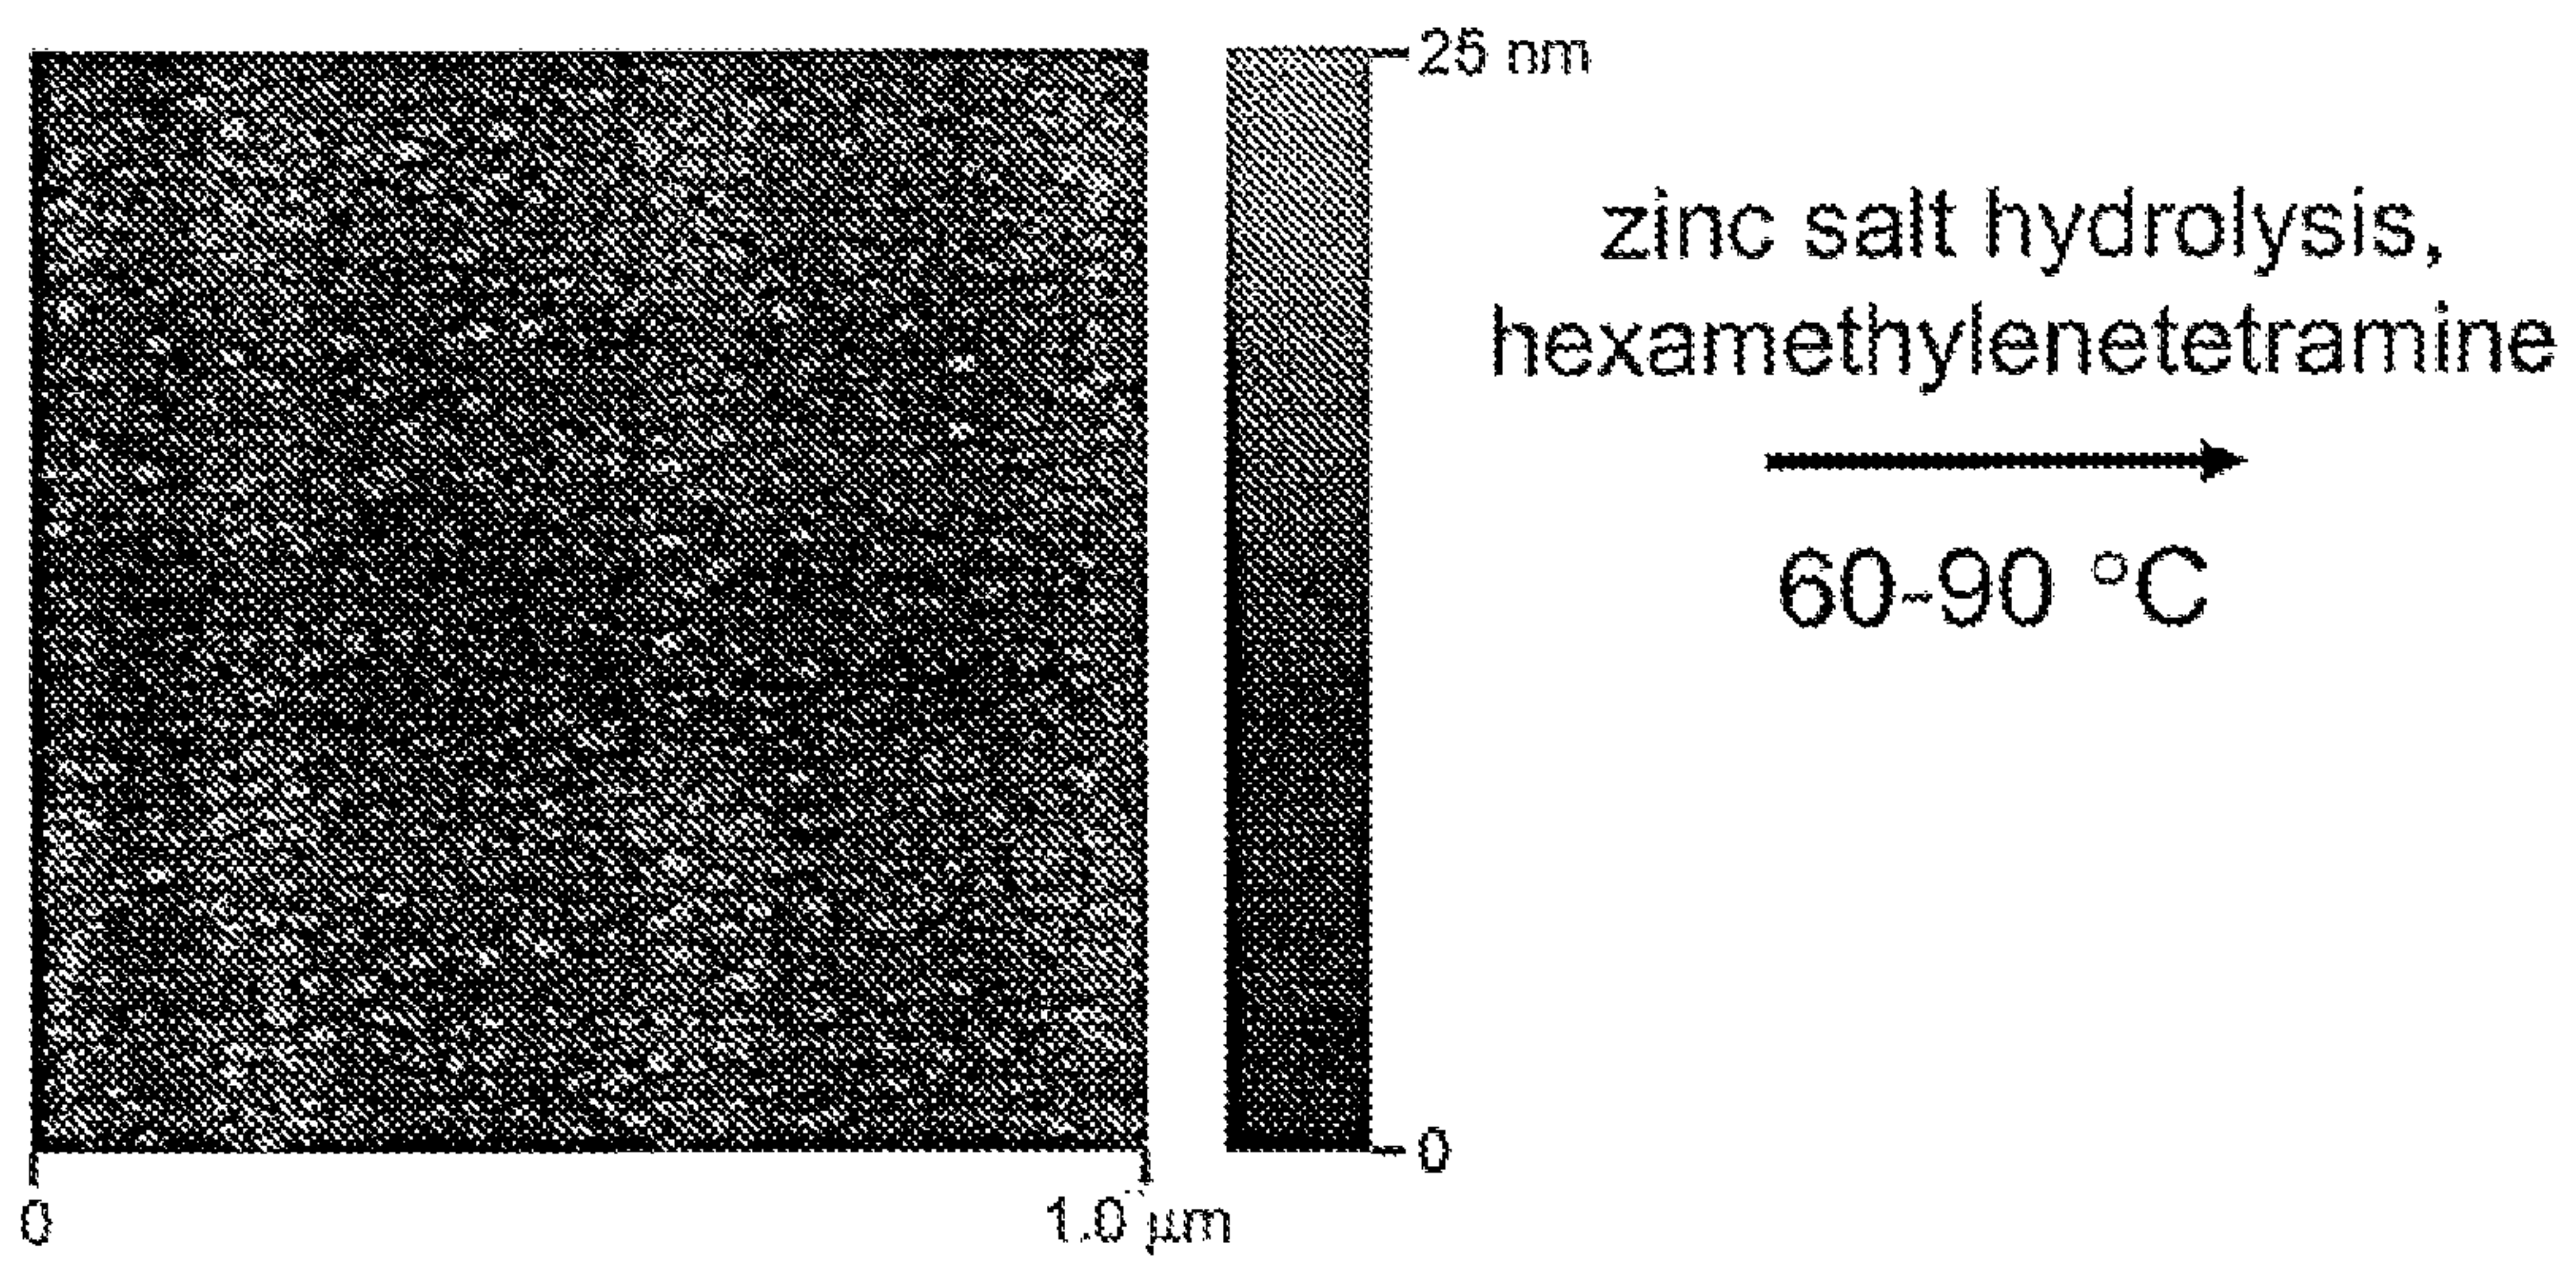 25 nm
zinc salt hydrolysis,
hexamethylenetetramine
60-90 °C
0
0
1.0 µm